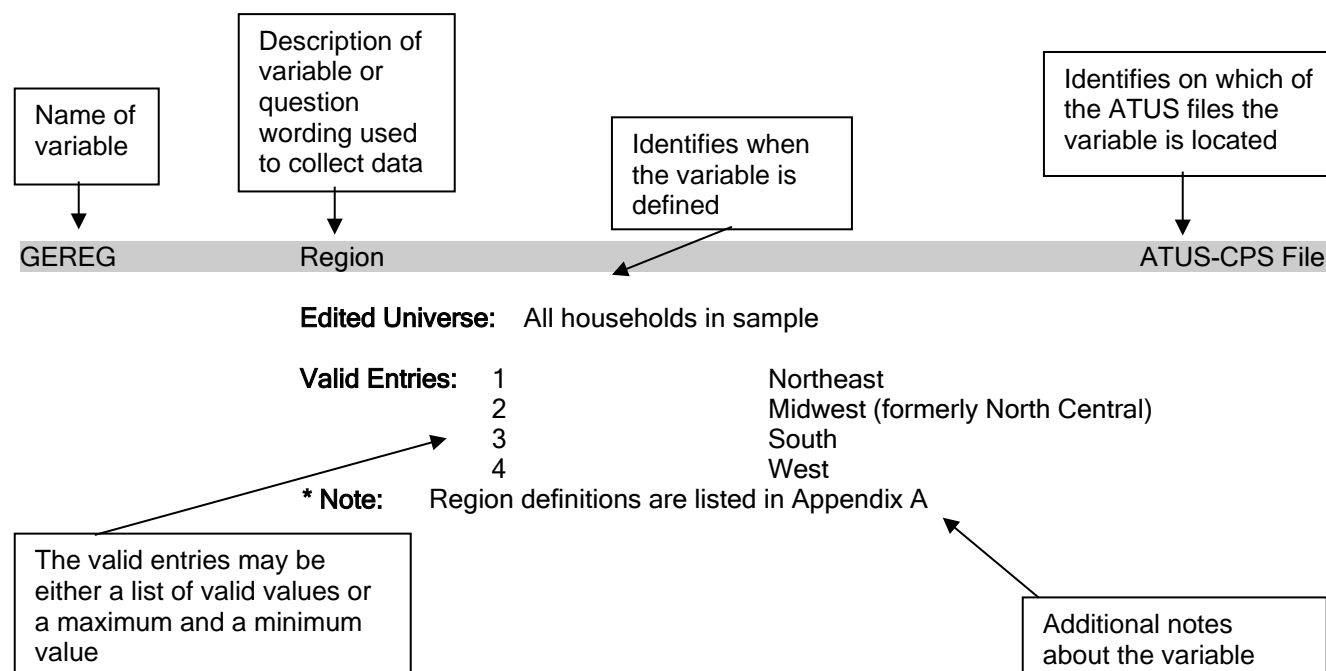 Name of
variable
Description of
variable or
question
wording used
to collect data
Identifies when
the variable is
defined
Identifies on which of
the ATUS files the
variable is located
GEREG Region ATUS-CPS File
Edited Universe: All households in sample
Valid Entries: 1 Northeast
2 Midwest (formerly North Central)
3 South
4 West
* Note: Region definitions are listed in Appendix A
The valid entries may be
either a list of valid values or
a maximum and a minimum
value
Additional notes
about the variable